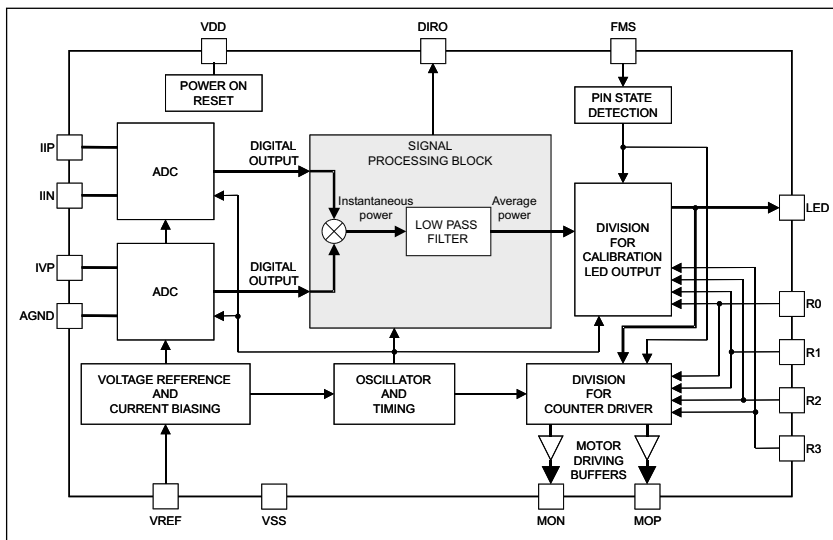 VDD
DIRO
FMS
POWER ON
RESET
PIN STATE
DETECTION
IIP
IIN
ADC
DIGITAL
OUTPUT
SIGNAL
PROCESSING BLOCK
Instantaneous
power
LOW PASS
FILTER
Average
power
DIVISION
FOR
CALIBRATION
LED OUTPUT
LED
IVP
AGND
ADC
DIGITAL
OUTPUT
R0
R1
R2
R3
VOLTAGE REFERENCE
AND
CURRENT BIASING
OSCILLATOR
AND
TIMING
DIVISION
FOR
COUNTER DRIVER
MOTOR
DRIVING
BUFFERS
VREF
VSS
MON
MOP